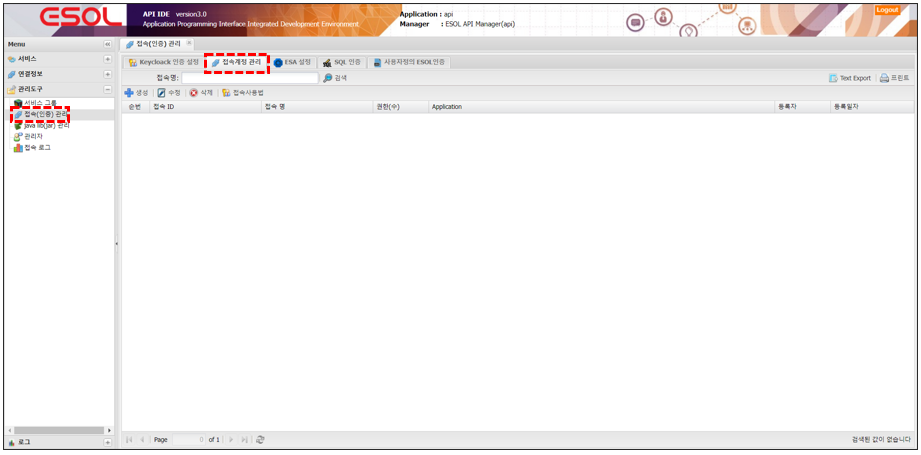 ESOL
API IDE version3.0
Application Programming Interface Integrated Development Environment.
Application : api
Manager : ESOL API Manager(api)
Logout
Menu
서비스
연결정보
관리도구
서비스 그룹
접속(인증) 관리
java lib(jar) 관리
관리자
접속 로그
로그
접속(인증) 관리
Keycloack 인증 설정 접속계정 관리 ESA 설정 SQL 인증 사용자정의 ESOL인증
접속명: 검색 Text Export 프린트
생성 수정 삭제 접속사용법
순번 접속 ID 접속 명 권한(수) Application 등록자 등록일자
Page 0 of 1 검색된 값이 없습니다